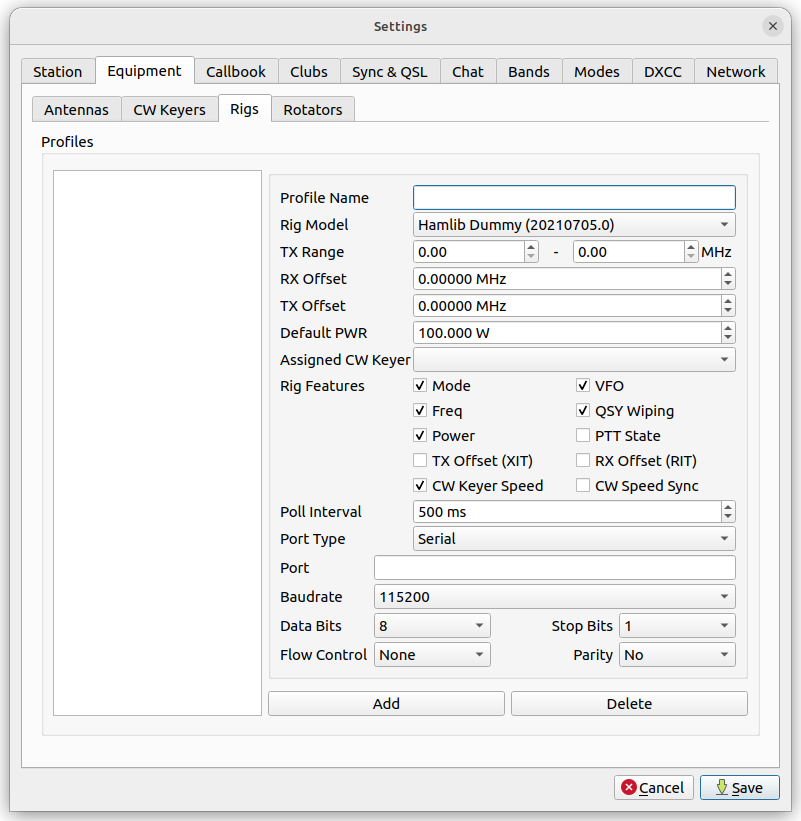 Settings
Station Equipment Callbook Clubs Sync & QSL Chat Bands Modes DXCC Network
Antennas CW Keyers Rigs Rotators
Profiles
Profile Name
Rig Model Hamlib Dummy (20210705.0)
TX Range 0.00 - 0.00 MHz
RX Offset 0.00000 MHz
TX Offset 0.00000 MHz
Default PWR 100.000 W
Assigned CW Keyer
Rig Features Mode VFO
Freq QSY Wiping
Power PTT State
TX Offset (XIT) RX Offset (RIT)
CW Keyer Speed CW Speed Sync
Poll Interval 500 ms
Port Type Serial
Port
Baudrate 115200
Data Bits 8 Stop Bits 1
Flow Control None Parity No
Add Delete
Cancel Save